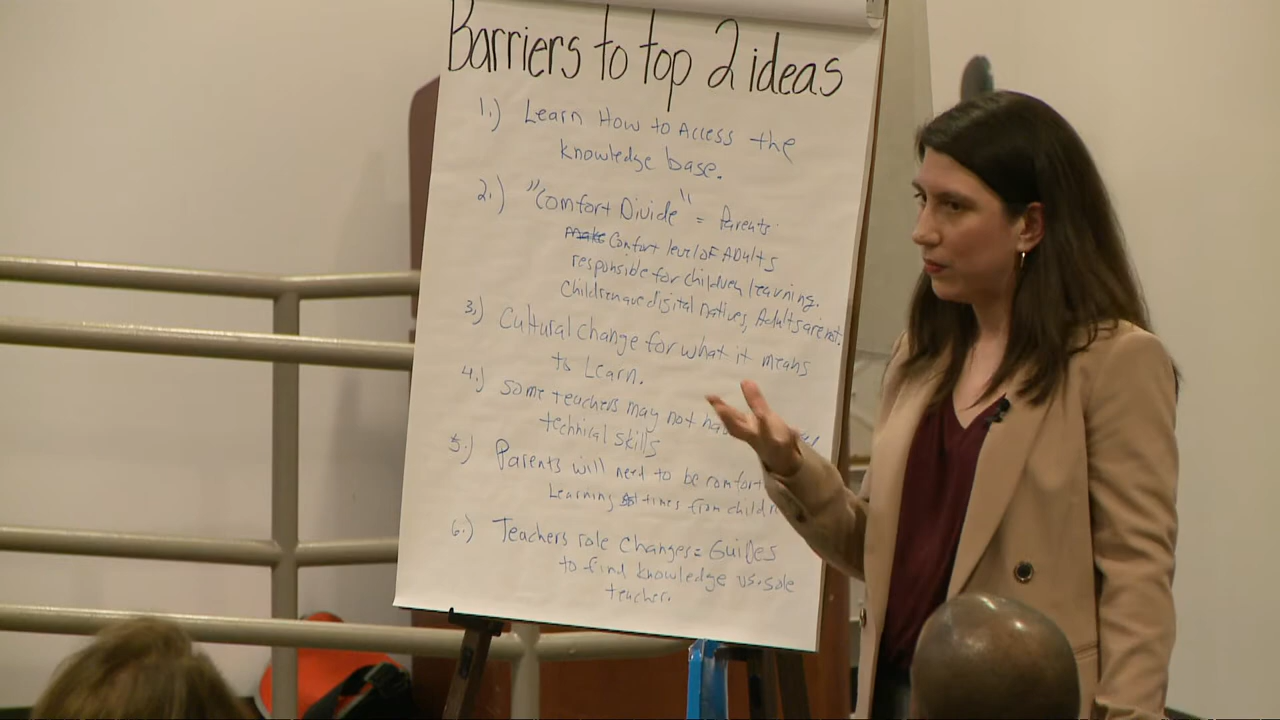 Barriers to top 2 ideas
1.) Learn How to Access the
knowledge base.
2.) "Comfort Divide" = Parents
make comfort level of Adults
responsible for children learning.
Children are digital natives, Adults are not.
3.) Cultural change for what it means
to Learn.
4.) Some teachers may not
technical skills
5.) Parents will need to be
Learning times from
6.) Teachers role changes = Guides
to find knowledge vs. sole
teacher.